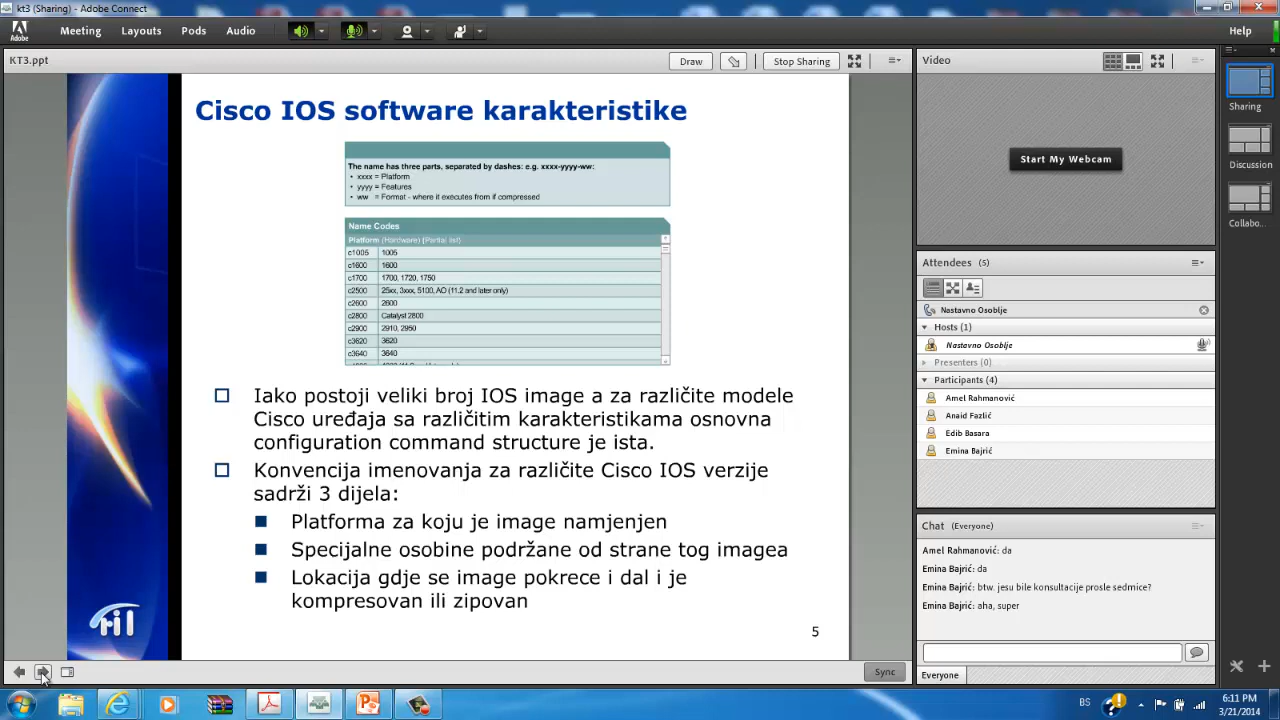 kt3 (Sharing) - Adobe Connect
Adobe
Meeting
Layouts
Pods
Audio
Help
KT3.ppt
Draw
Stop Sharing
Cisco IOS software karakteristike
The name has three parts, separated by dashes: e.g. xxxx-yyyy-ww:
• xxxx = Platform
• yyyy = Features
• ww = Format - where it executes from if compressed
Name Codes
Platform (Hardware) (Partial list)
c1005 1005
c1600 1600
c1700 1700, 1720, 1750
c2500 25xx, 3xxx, 5100, AO (11.2 and later only)
c2600 2600
c2800 Catalyst 2800
c2900 2910, 2950
c3620 3620
c3640 3640
Iako postoji veliki broj IOS image a za različite modele
Cisco uređaja sa različitim karakteristikama osnovna
configuration command structure je ista.
Konvencija imenovanja za različite Cisco IOS verzije
sadrži 3 dijela:
Platforma za koju je image namjenjen
Specijalne osobine podržane od strane tog imagea
Lokacija gdje se image pokrece i dal i je
kompresovan ili zipovan
5
Sync
Video
Start My Webcam
Attendees (5)
Nastavno Osoblje
Hosts (1)
Nastavno Osoblje
Presenters (0)
Participants (4)
Amel Rahmanović
Anaid Fazlić
Edib Basara
Emina Bajrić
Chat (Everyone)
Amel Rahmanović: da
Emina Bajrić: da
Emina Bajrić: btw. jesu bile konsultacije prosle sedmice?
Emina Bajrić: aha, super
Everyone
Sharing
Discussion
Collabo...
BS
6:11 PM
3/21/2014